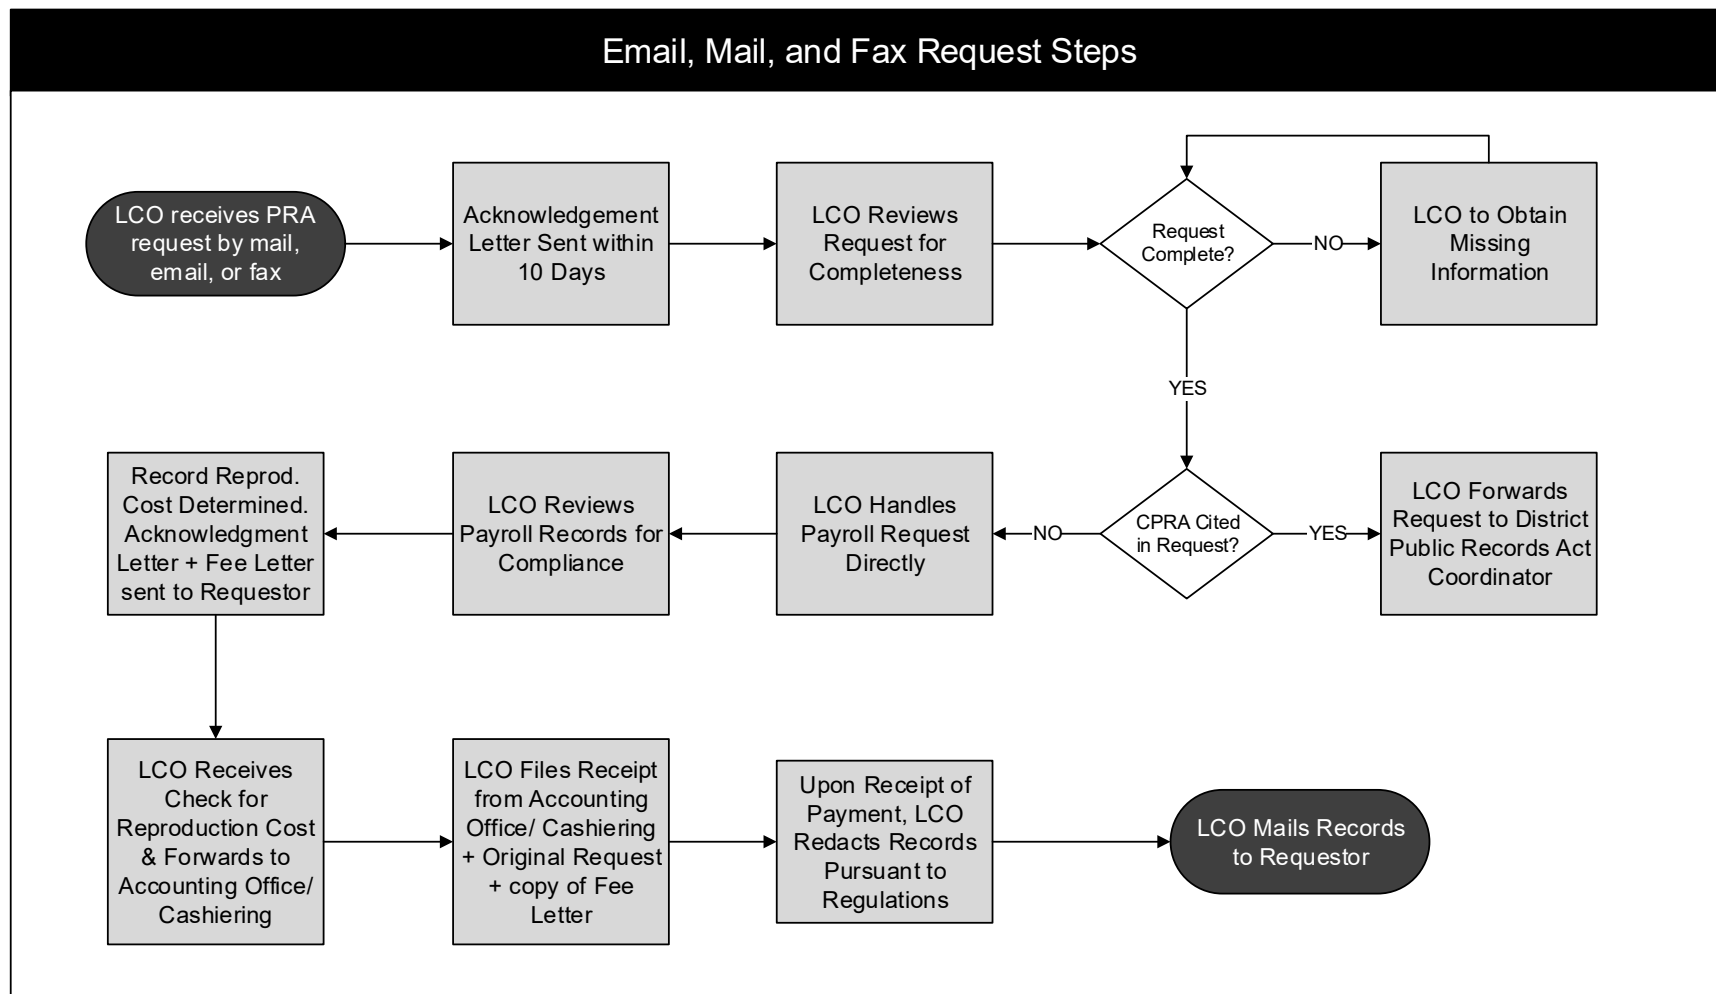 Email, Mail, and Fax Request Steps
LCO receives PRA
request by mail,
email, or fax
Acknowledgement
Letter Sent within
10 Days
LCO Reviews
Request for
Completeness
Request
Complete?
NO
LCO to Obtain
Missing
Information
YES
Record Reprod.
Cost Determined.
Acknowledgment
Letter + Fee Letter
sent to Requestor
LCO Reviews
Payroll Records for
Compliance
LCO Handles
Payroll Request
Directly
NO
CPRA Cited
in Request?
YES
LCO Forwards
Request to District
Public Records Act
Coordinator
LCO Receives
Check for
Reproduction Cost
& Forwards to
Accounting Office/
Cashiering
LCO Files Receipt
from Accounting
Office/ Cashiering
+ Original Request
+ copy of Fee
Letter
Upon Receipt of
Payment, LCO
Redacts Records
Pursuant to
Regulations
LCO Mails Records
to Requestor